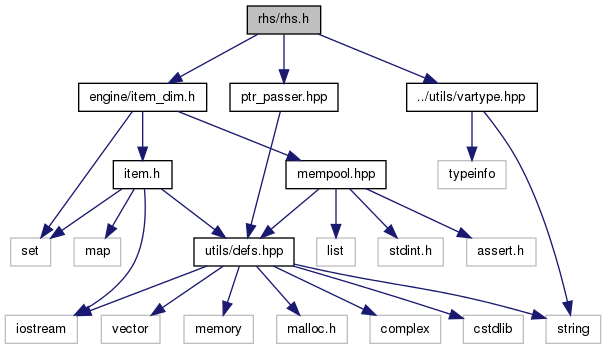 rhs/rhs.h
engine/item_dim.h
ptr_passer.hpp
../utils/vartype.hpp
item.h
mempool.hpp
typeinfo
set
map
utils/defs.hpp
list
stdint.h
assert.h
iostream
vector
memory
malloc.h
complex
cstdlib
string